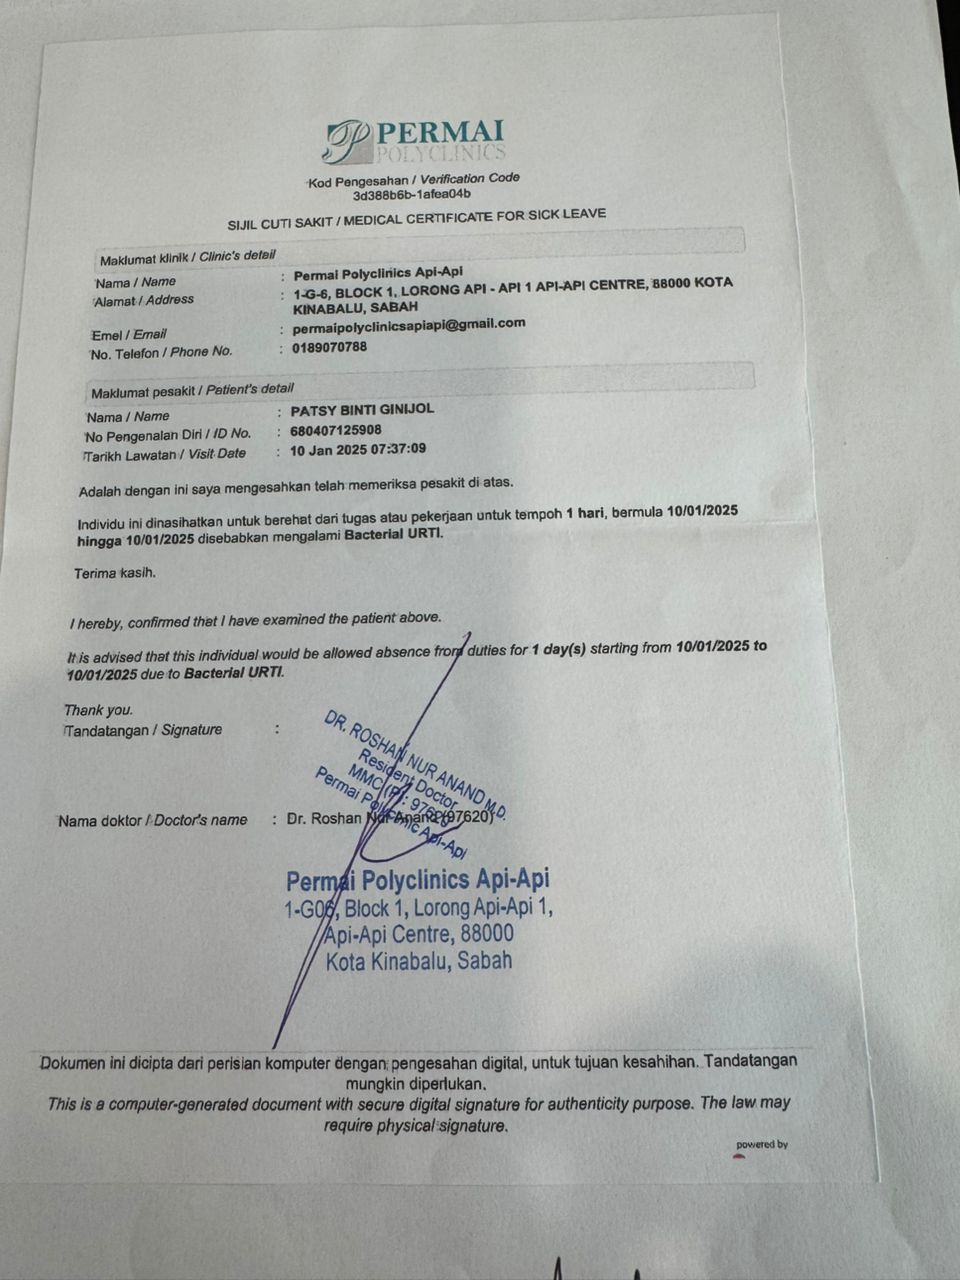 PERMAI
POLYCLINICS
Kod Pengesahan / Verification Code
3d388b6b-1afea04b
SIJIL CUTI SAKIT / MEDICAL CERTIFICATE FOR SICK LEAVE
Maklumat klinik / Clinic's detail
Nama / Name : Permai Polyclinics Api-Api
Alamat / Address : 1-G-6, BLOCK 1, LORONG API - API 1 API-API CENTRE, 88000 KOTA
KINABALU, SABAH
Emel / Email : permaipolyclinicsapiapi@gmail.com
No. Telefon / Phone No. : 0189070788
Maklumat pesakit / Patient's detail
Nama / Name : PATSY BINTI GINIJOL
No Pengenalan Diri / ID No. : 680407125908
Tarikh Lawatan / Visit Date : 10 Jan 2025 07:37:09
Adalah dengan ini saya mengesahkan telah memeriksa pesakit di atas.
Individu ini dinasihatkan untuk berehat dari tugas atau pekerjaan untuk tempoh 1 hari, bermula 10/01/2025
hingga 10/01/2025 disebabkan mengalami Bacterial URTI.
Terima kasih.
I hereby, confirmed that I have examined the patient above.
It is advised that this individual would be allowed absence from duties for 1 day(s) starting from 10/01/2025 to
10/01/2025 due to Bacterial URTI.
Thank you.
Tandatangan / Signature :
DR. ROSHAN NUR ANAND M.D.
Resident Doctor
MMC (P): 97620
Permai Polyclinic Api-Api
Nama doktor / Doctor's name : Dr. Roshan Nur Anand (97620)
Permai Polyclinics Api-Api
1-G06, Block 1, Lorong Api-Api 1,
Api-Api Centre, 88000
Kota Kinabalu, Sabah
Dokumen ini dicipta dari perisian komputer dengan pengesahan digital, untuk tujuan kesahihan. Tandatangan
mungkin diperlukan.
This is a computer-generated document with secure digital signature for authenticity purpose. The law may
require physical signature.
powered by